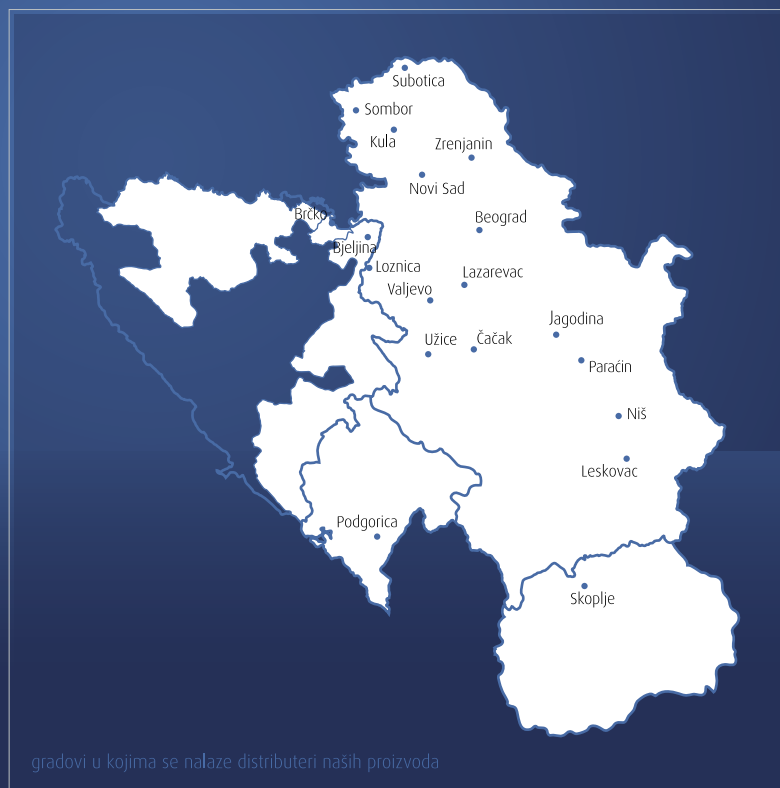 Subotica
Sombor
Kula
Zrenjanin
Novi Sad
Brčko
Beograd
Bjeljina
Loznica
Lazarevac
Valjevo
Jagodina
Užice
Čačak
Paraćin
Niš
Leskovac
Podgorica
Skoplje
gradovi u kojima se nalaze distributeri naših proizvoda